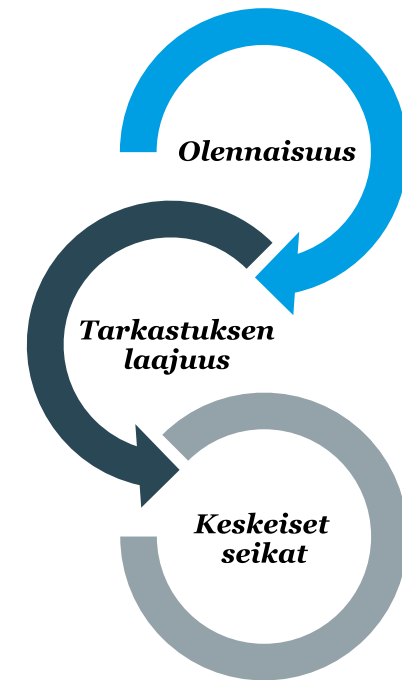 Olennaisuus
Tarkastuksen
laajuus
Keskeiset
seikat